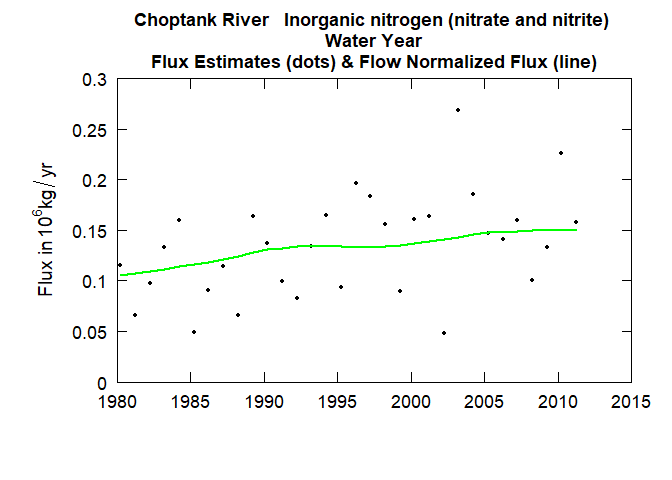 Choptank River   Inorganic nitrogen (nitrate and nitrite)
Water Year
Flux Estimates (dots) & Flow Normalized Flux (line)
Flux in 10⁶kg / yr
0.3
0.25
0.2
0.15
0.1
0.05
0
1980 1985 1990 1995 2000 2005 2010 2015